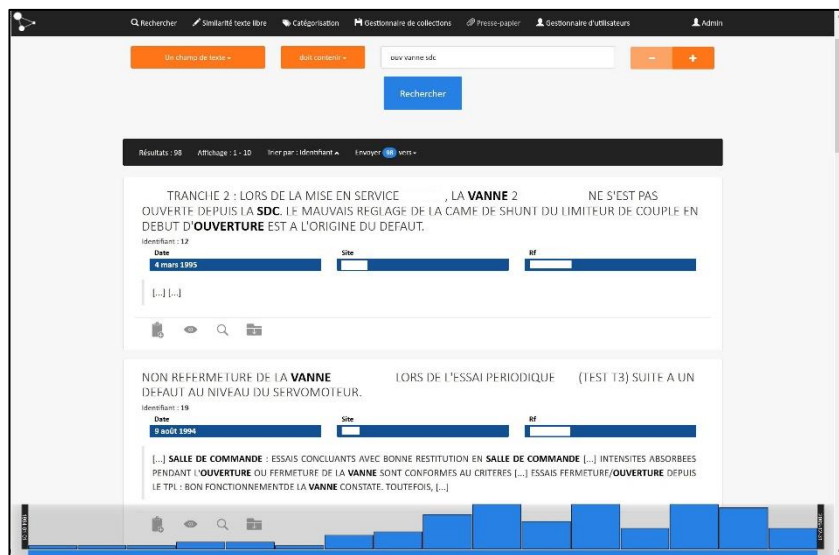 Rechercher Similarité texte libre Catégorisation Gestionnaire de collections Presse-papier Gestionnaire d'utilisateurs Admin
Un champ de texte doit contenir ouv vanne sdc − +
Rechercher
Résultats : 98 Affichage : 1 - 10 Trier par : Identifiant Envoyer 98 vers
TRANCHE 2 : LORS DE LA MISE EN SERVICE , LA VANNE 2 NE S'EST PAS
OUVERTE DEPUIS LA SDC. LE MAUVAIS REGLAGE DE LA CAME DE SHUNT DU LIMITEUR DE COUPLE EN
DEBUT D'OUVERTURE EST A L'ORIGINE DU DEFAUT.
Identifiant : 12
Date Site Rf
4 mars 1995
[...] [...]
NON REFERMETURE DE LA VANNE LORS DE L'ESSAI PERIODIQUE (TEST T3) SUITE A UN
DEFAUT AU NIVEAU DU SERVOMOTEUR.
Identifiant : 19
Date Site Rf
9 août 1994
[...] SALLE DE COMMANDE : ESSAIS CONCLUANTS AVEC BONNE RESTITUTION EN SALLE DE COMMANDE [...] INTENSITES ABSORBEES
PENDANT L'OUVERTURE OU FERMETURE DE LA VANNE SONT CONFORMES AU CRITERES [...] ESSAIS FERMETURE/OUVERTURE DEPUIS
LE TPL : BON FONCTIONNEMENTDE LA VANNE CONSTATE. TOUTEFOIS, [...]